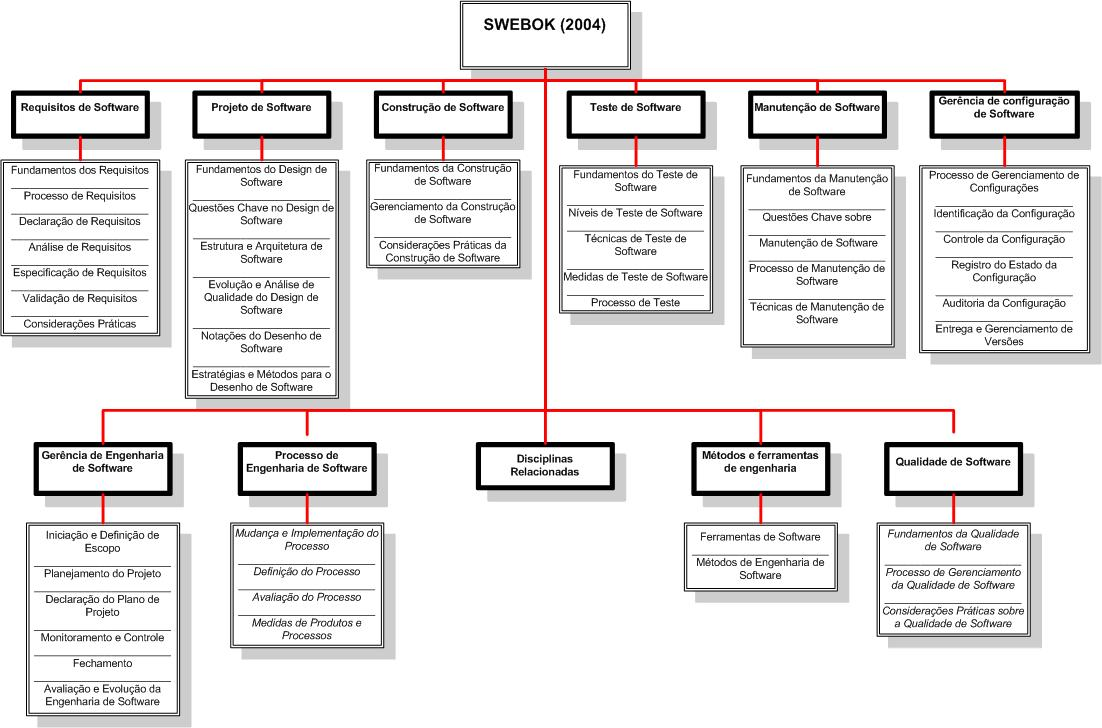 SWEBOK (2004)
Requisitos de Software
Fundamentos dos Requisitos
Processo de Requisitos
Declaração de Requisitos
Análise de Requisitos
Especificação de Requisitos
Validação de Requisitos
Considerações Práticas
Projeto de Software
Fundamentos do Design de
Software
Questões Chave no Design de
Software
Estrutura e Arquitetura de
Software
Evolução e Análise de
Qualidade do Design de
Software
Notações do Desenho de
Software
Estratégias e Métodos para o
Desenho de Software
Construção de Software
Fundamentos da Construção
de Software
Gerenciamento da Construção
de Software
Considerações Práticas da
Construção de Software
Teste de Software
Fundamentos do Teste de
Software
Níveis de Teste de Software
Técnicas de Teste de
Software
Medidas de Teste de Software
Processo de Teste
Manutenção de Software
Fundamentos da Manutenção
de Software
Questões Chave sobre
Manutenção de Software
Processo de Manutenção de
Software
Técnicas de Manutenção de
Software
Gerência de configuração
de Software
Processo de Gerenciamento de
Configurações
Identificação da Configuração
Controle da Configuração
Registro do Estado da
Configuração
Auditoria da Configuração
Entrega e Gerenciamento de
Versões
Gerência de Engenharia
de Software
Iniciação e Definição de
Escopo
Planejamento do Projeto
Declaração do Plano de
Projeto
Monitoramento e Controle
Fechamento
Avaliação e Evolução da
Engenharia de Software
Processo de
Engenharia de Software
Mudança e Implementação do
Processo
Definição do Processo
Avaliação do Processo
Medidas de Produtos e
Processos
Disciplinas
Relacionadas
Métodos e ferramentas
de engenharia
Ferramentas de Software
Métodos de Engenharia de
Software
Qualidade de Software
Fundamentos da Qualidade
de Software
Processo de Gerenciamento
da Qualidade de Software
Considerações Práticas sobre
a Qualidade de Software